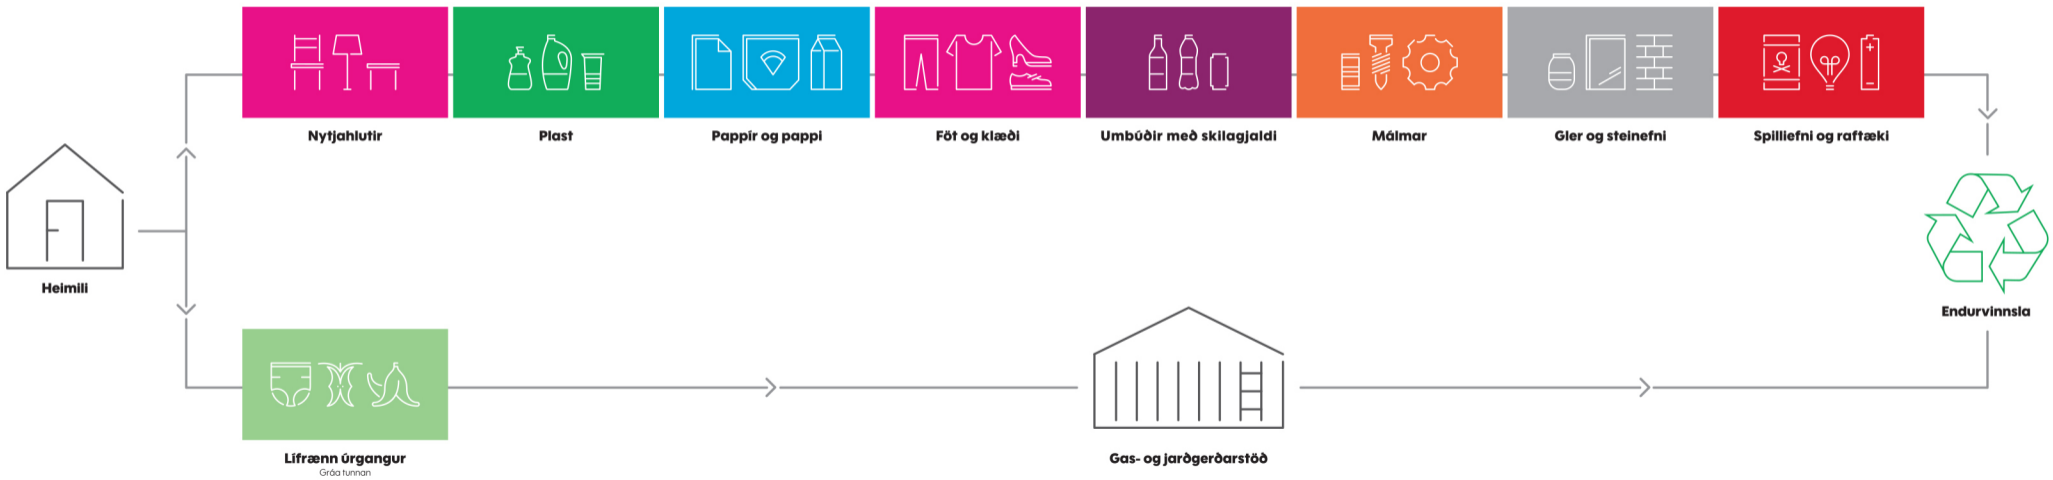 Nytjahlutir
Plast
Pappír og pappi
Föt og klæði
Umbúðir með skilagjaldi
Málmar
Gler og steinefni
Spilliefni og raftæki
Heimili
Endurvinnsla
Lífrænn úrgangur
Gráa tunnan
Gas- og jarðgerðarstöð